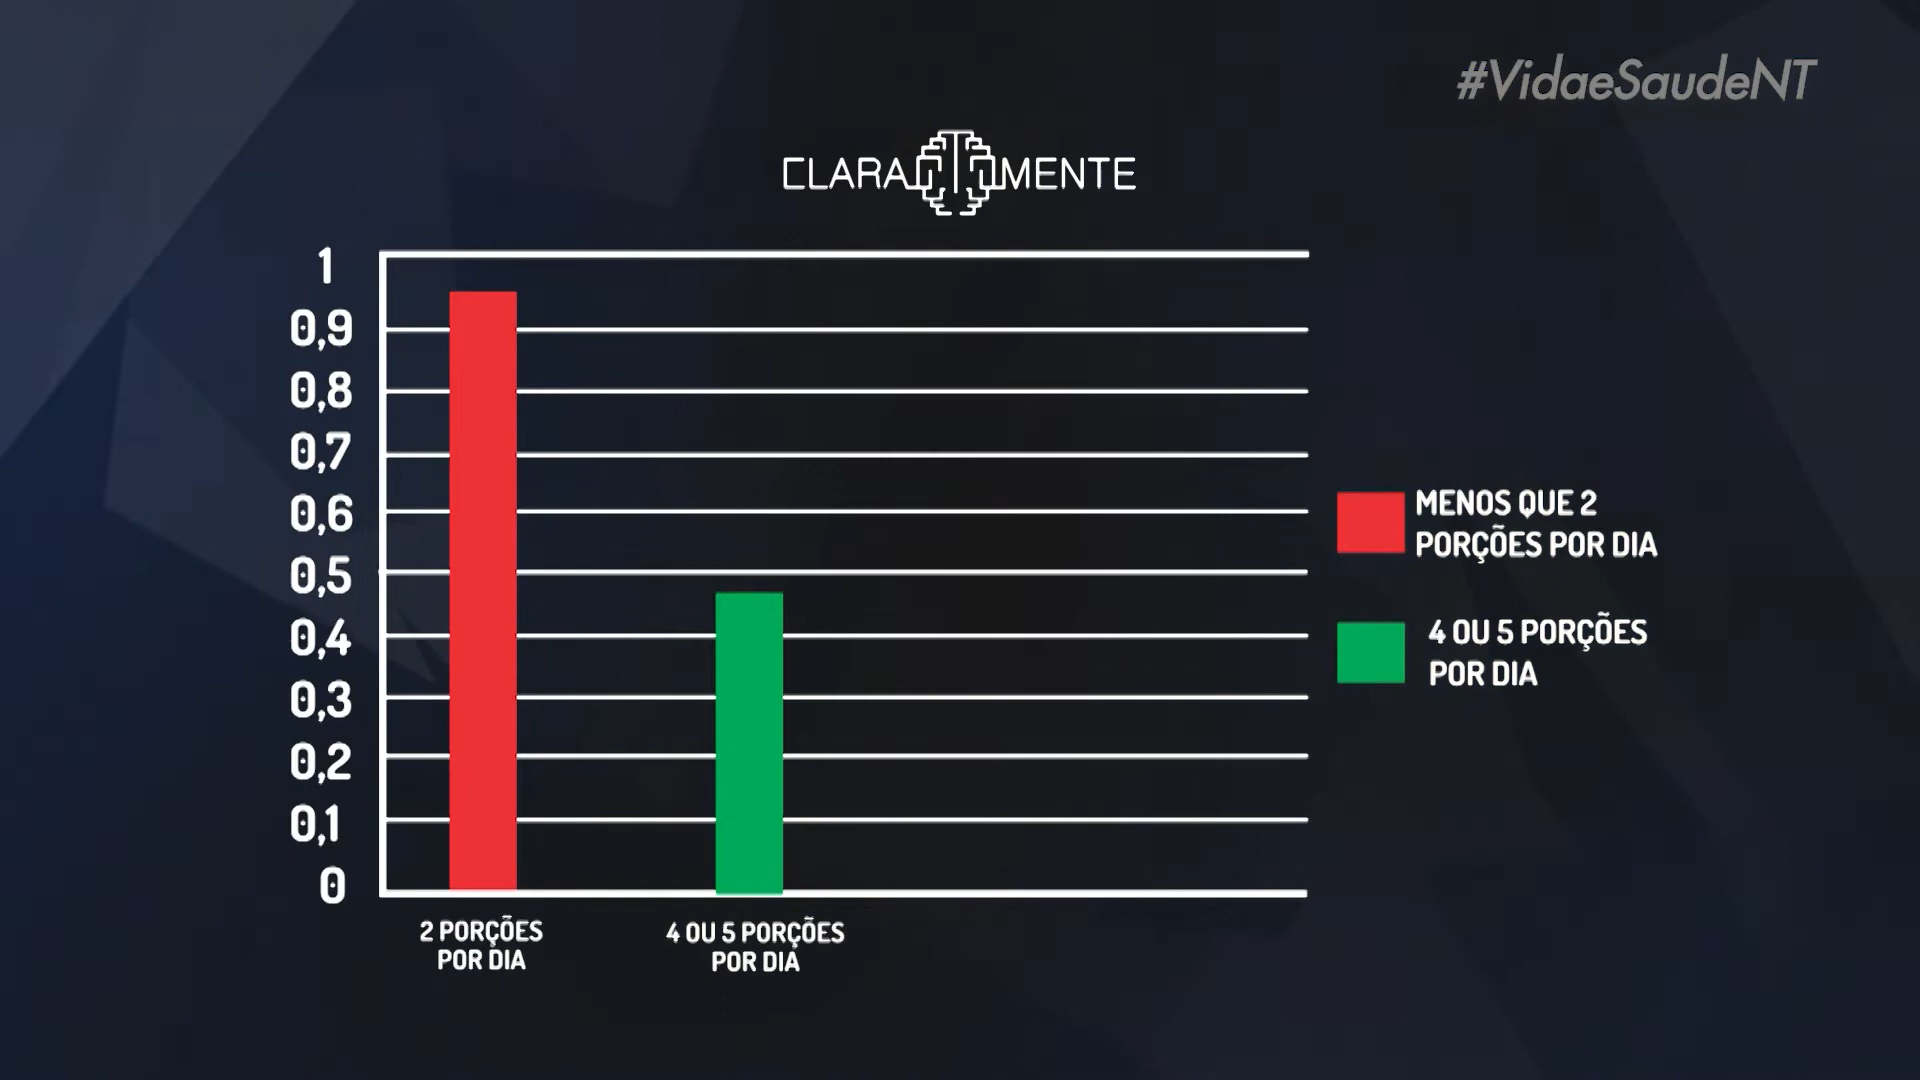 #VidaeSaudeNT
CLARAMENTE
1
0,9
0,8
0,7
0,6
0,5
0,4
0,3
0,2
0,1
0
MENOS QUE 2
PORÇÕES POR DIA
4 OU 5 PORÇÕES
POR DIA
2 PORÇÕES
POR DIA
4 OU 5 PORÇÕES
POR DIA